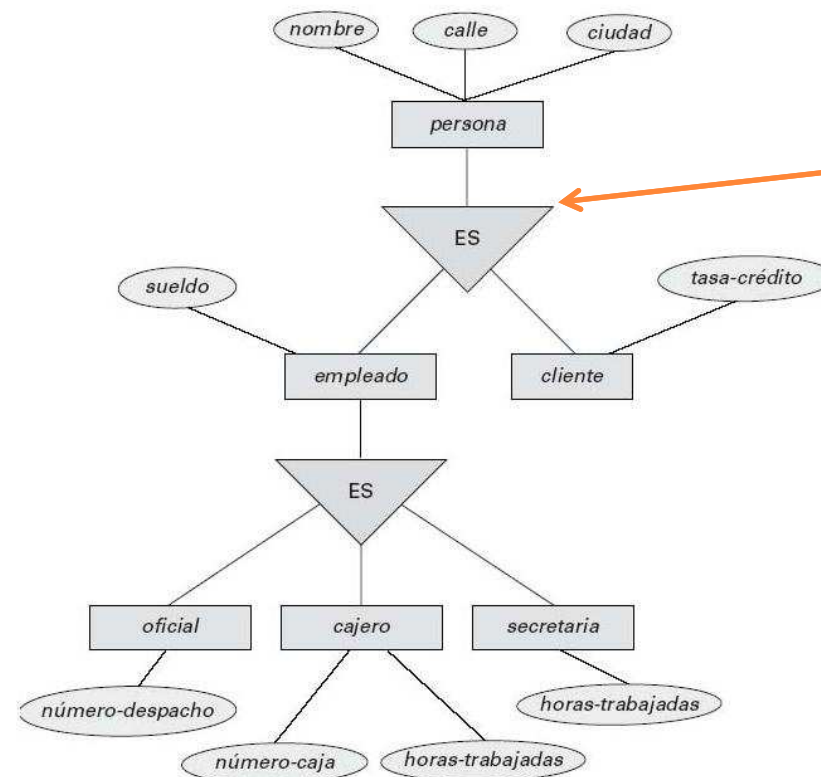 nombre
calle
ciudad
persona
ES
sueldo
tasa-crédito
empleado
cliente
ES
oficial
cajero
secretaria
número-despacho
horas-trabajadas
número-caja
horas-trabajadas